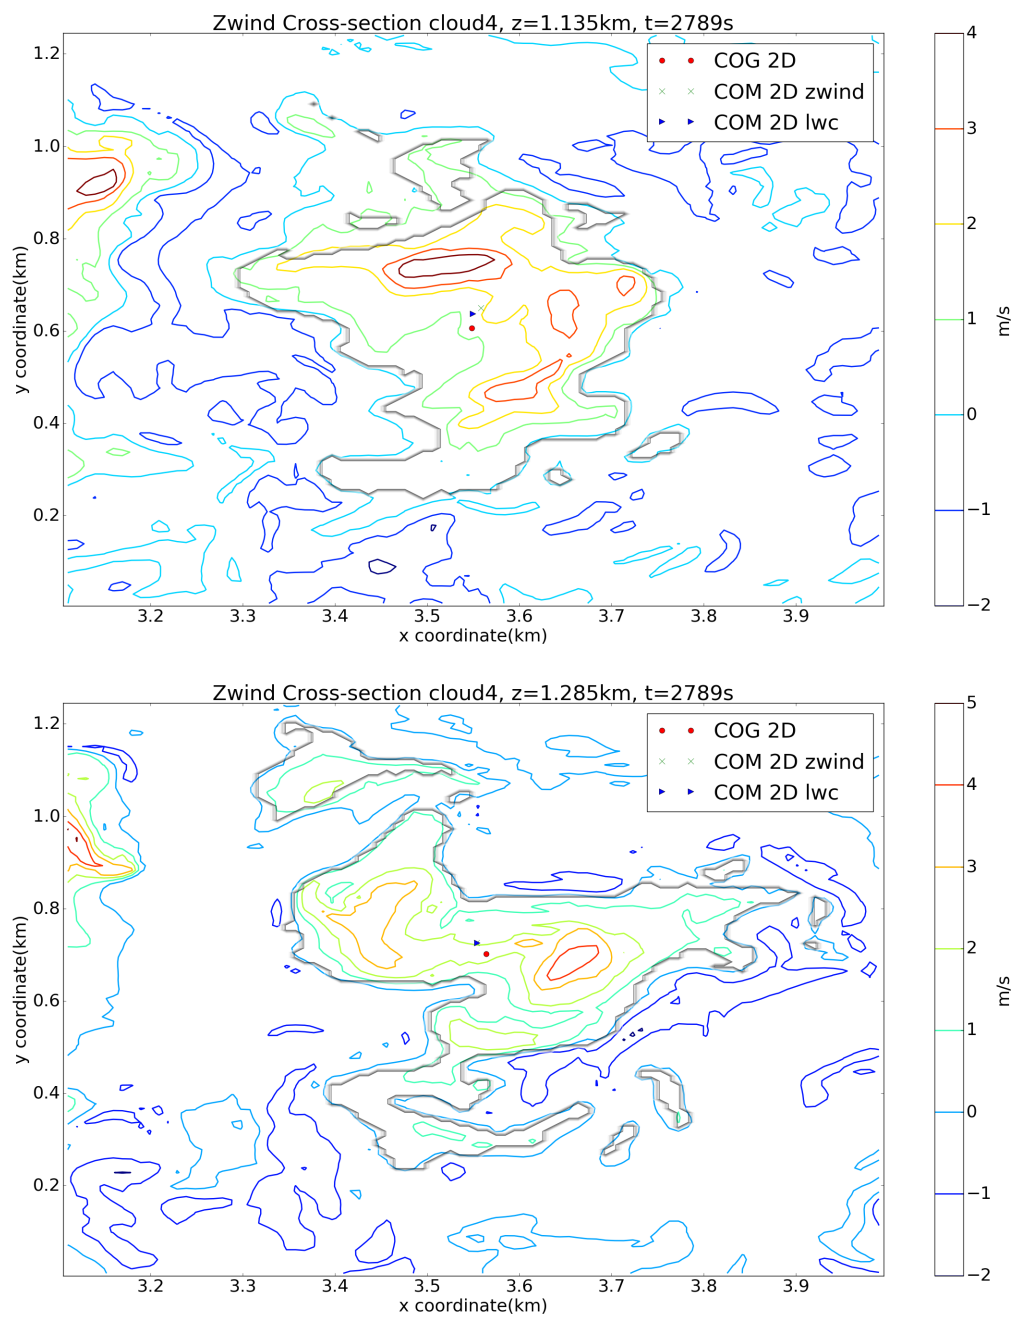 Zwind Cross-section cloud4, z=1.135km, t=2789s
COG 2D
COM 2D zwind
COM 2D lwc
y coordinate(km)
1.2
1.0
0.8
0.6
0.4
0.2
3.2 3.3 3.4 3.5 3.6 3.7 3.8 3.9
x coordinate(km)
4
3
2
1
0
−1
−2
m/s
Zwind Cross-section cloud4, z=1.285km, t=2789s
COG 2D
COM 2D zwind
COM 2D lwc
y coordinate(km)
1.2
1.0
0.8
0.6
0.4
0.2
3.2 3.3 3.4 3.5 3.6 3.7 3.8 3.9
x coordinate(km)
5
4
3
2
1
0
−1
−2
m/s